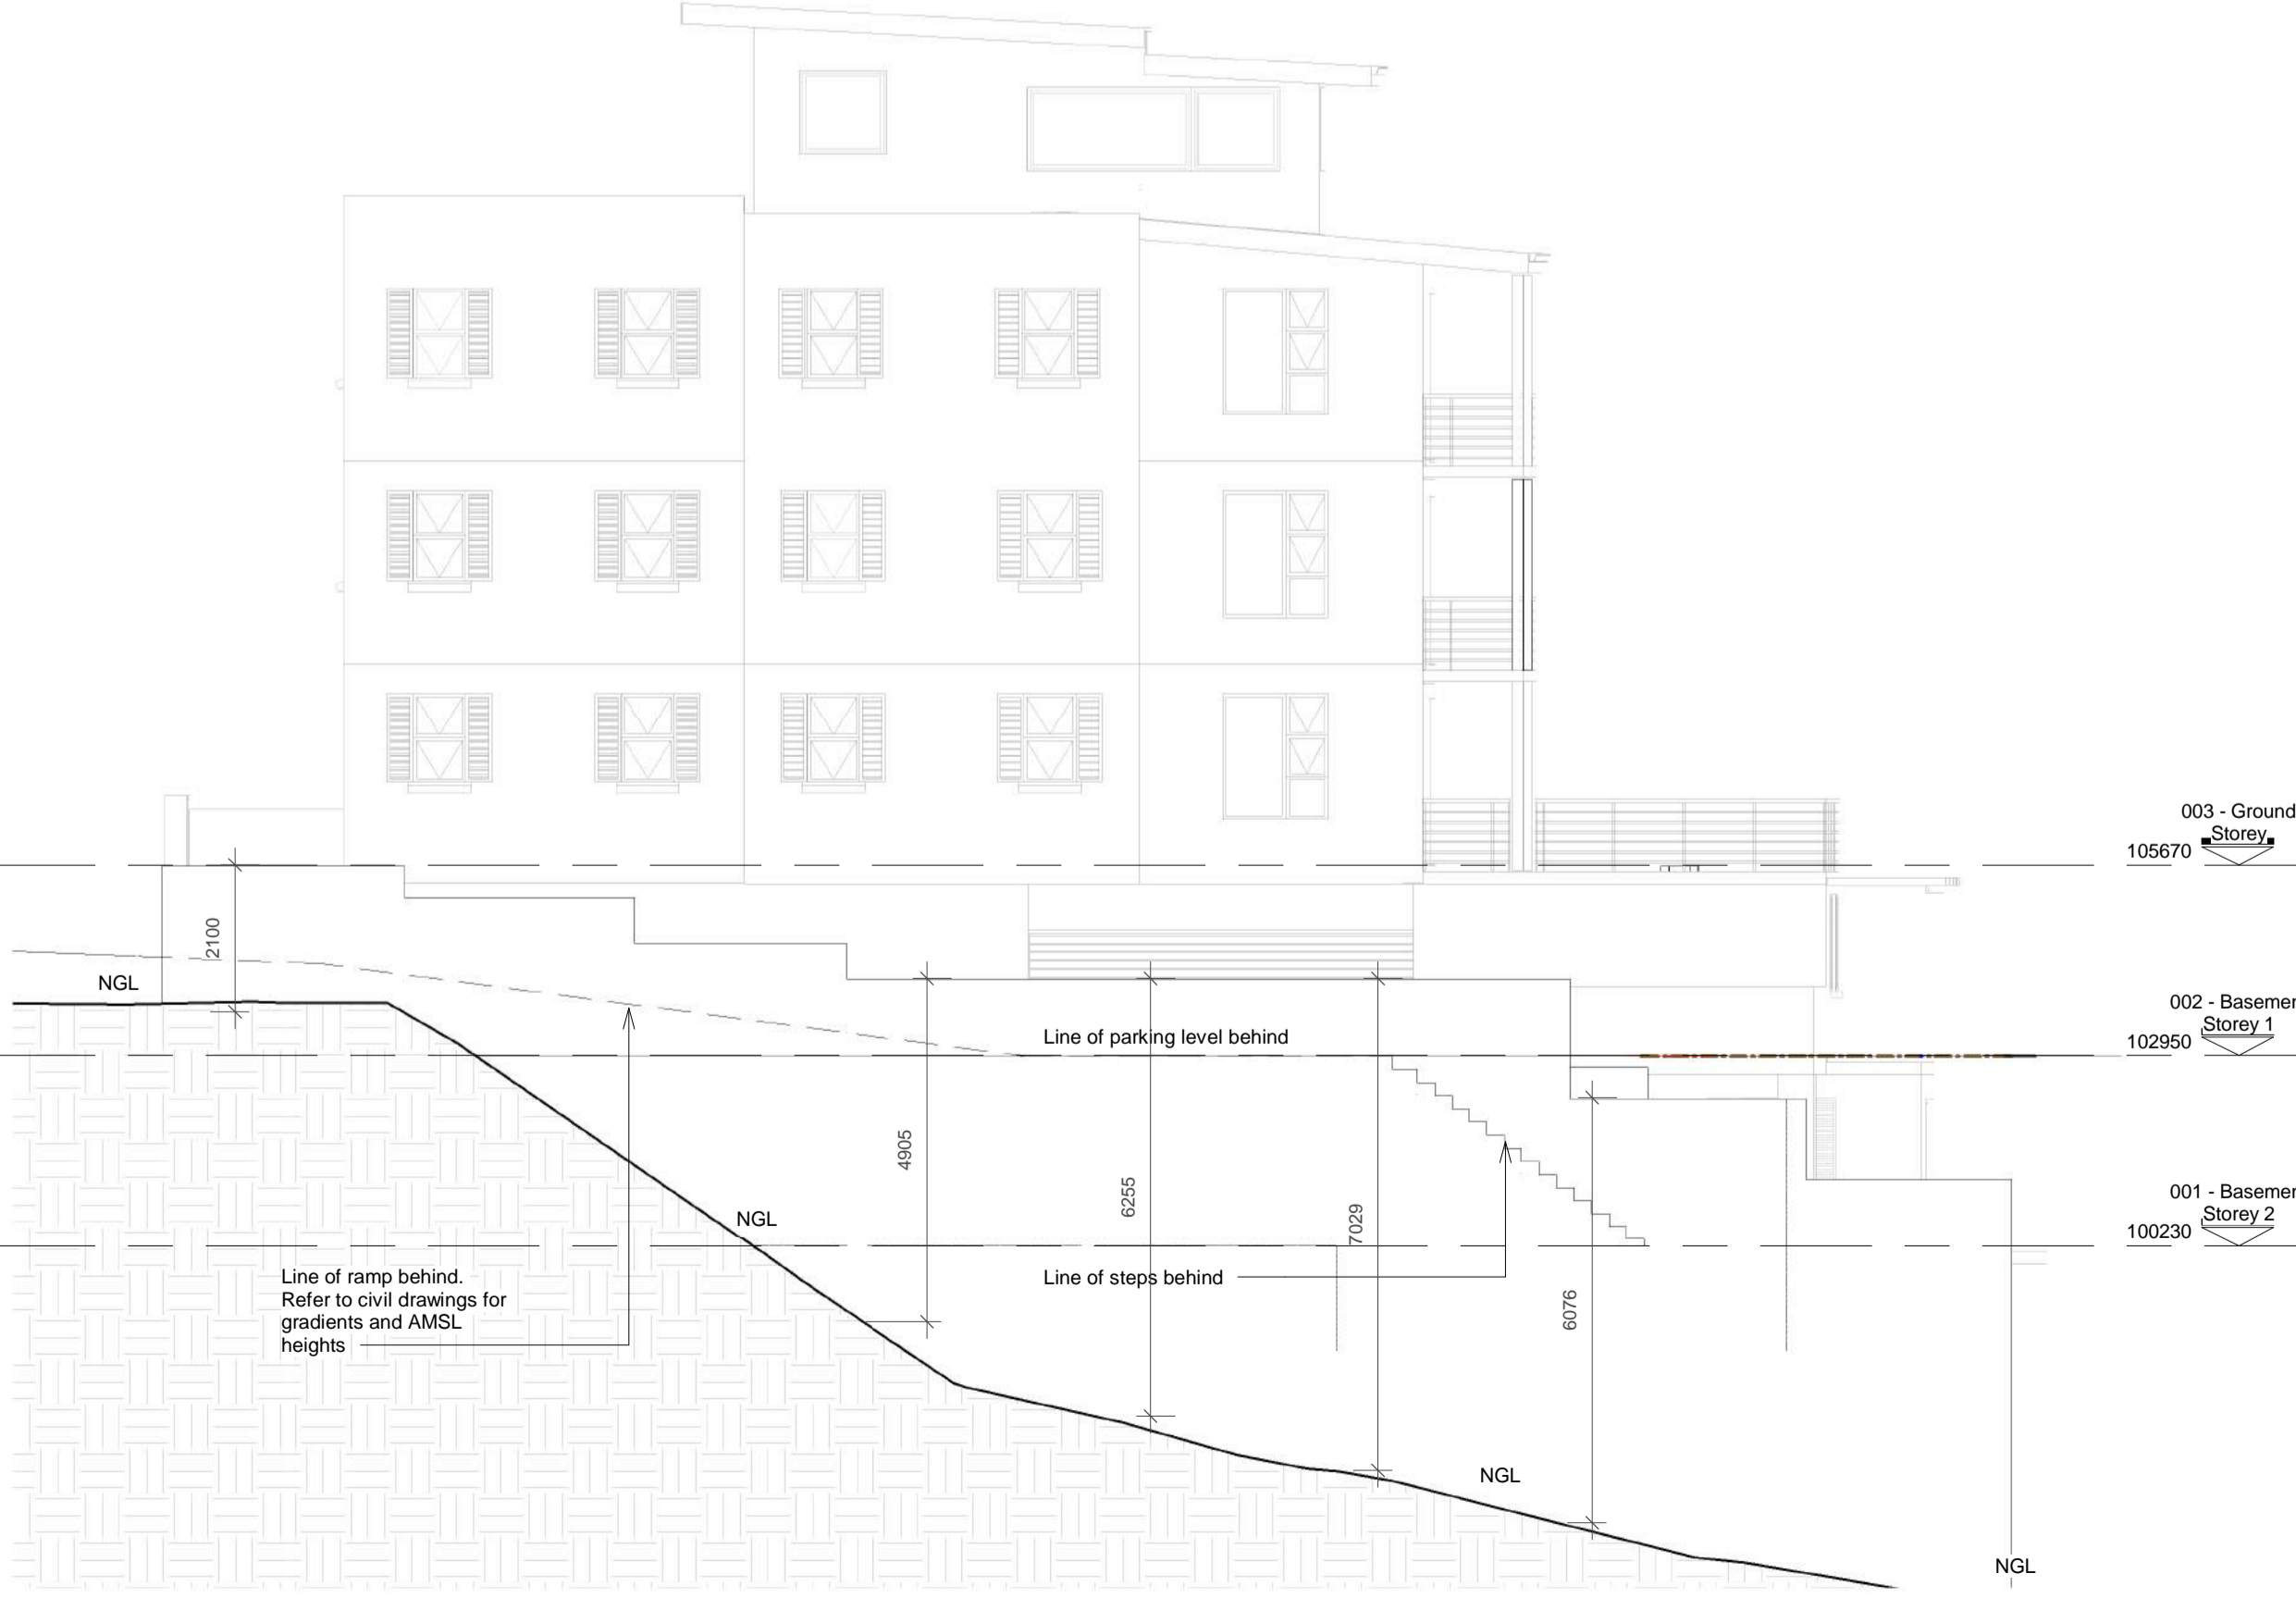 003 - Ground
Storey
105670
2100
NGL
002 - Basemen
Storey 1
102950
Line of parking level behind
4905
6255
7029
001 - Basemen
Storey 2
100230
NGL
Line of ramp behind.
Refer to civil drawings for
gradients and AMSL
heights
Line of steps behind
6076
NGL
NGL